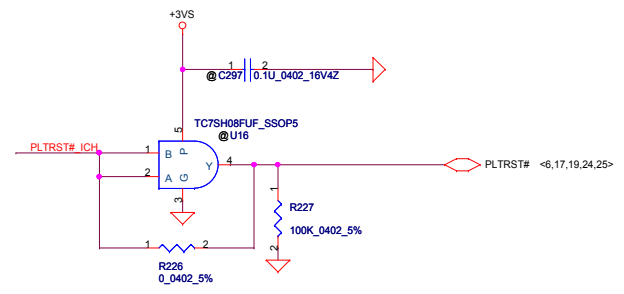 +3VS
1 2
@ C297 0.1U_0402_16V4Z
TC7SH08FUF_SSOP5
@ U16
5
PLTRST#_ICH
1 B P
Y 4
2 A G
3
PLTRST# <6,17,19,24,25>
1
R227
100K_0402_5%
2
1 2
R226
0_0402_5%